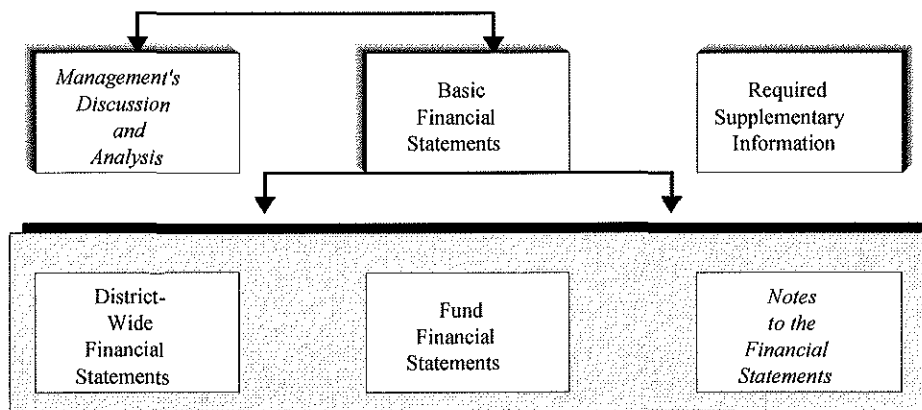 Management's
Discussion
and
Analysis
Basic
Financial
Statements
Required
Supplementary
Information
District-
Wide
Financial
Statements
Fund
Financial
Statements
Notes
to the
Financial
Statements